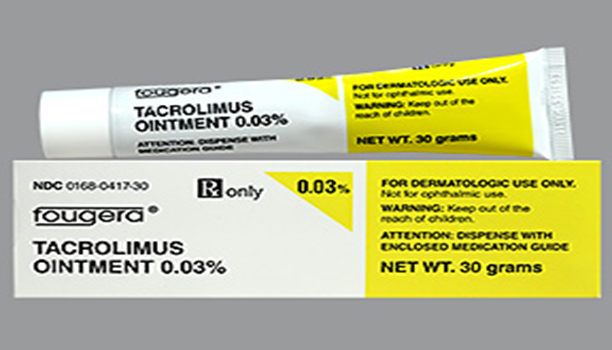 fougera®
TACROLIMUS
OINTMENT 0.03%
ATTENTION: DISPENSE WITH
MEDICATION GUIDE
Rx only
FOR DERMATOLOGIC USE ONLY.
Not for ophthalmic use.
WARNING: Keep out of the
reach of children.
NET WT. 30 grams
NDC 0168-0417-30
Rx only
0.03%
fougera®
TACROLIMUS
OINTMENT 0.03%
FOR DERMATOLOGIC USE ONLY.
Not for ophthalmic use.
WARNING: Keep out of the
reach of children.
ATTENTION: DISPENSE WITH
ENCLOSED MEDICATION GUIDE
NET WT. 30 grams